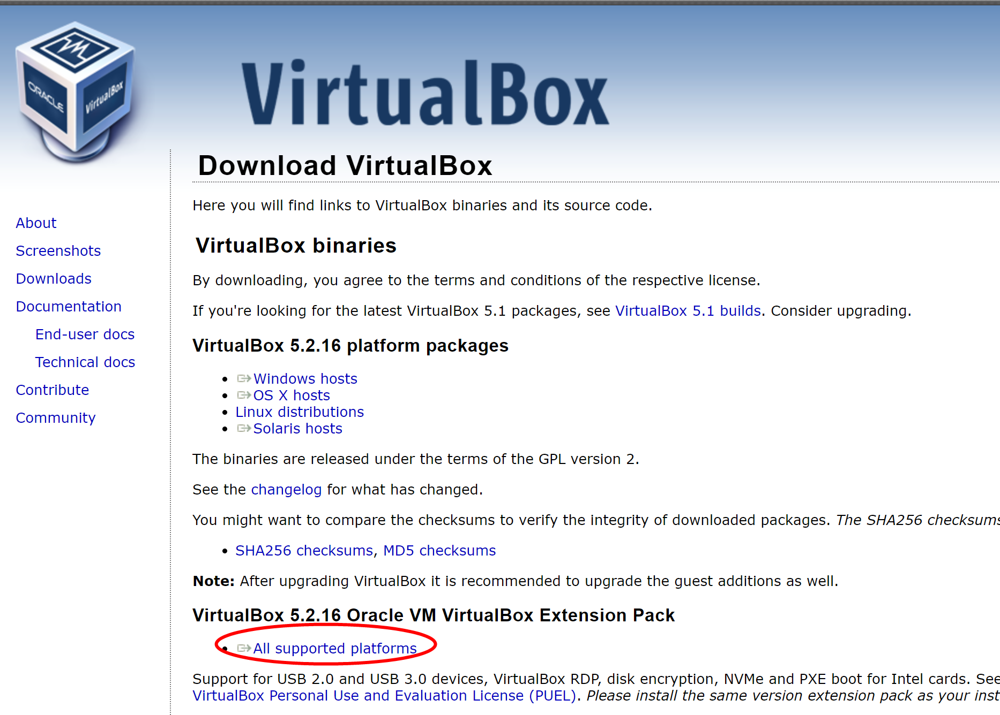 ORACLE
VirtualBox
VirtualBox
Download VirtualBox
Here you will find links to VirtualBox binaries and its source code.
About
Screenshots
Downloads
Documentation
End-user docs
Technical docs
Contribute
Community
VirtualBox binaries
By downloading, you agree to the terms and conditions of the respective license.
If you're looking for the latest VirtualBox 5.1 packages, see VirtualBox 5.1 builds. Consider upgrading.
VirtualBox 5.2.16 platform packages
Windows hosts
OS X hosts
Linux distributions
Solaris hosts
The binaries are released under the terms of the GPL version 2.
See the changelog for what has changed.
You might want to compare the checksums to verify the integrity of downloaded packages. The SHA256 checksums
SHA256 checksums, MD5 checksums
Note: After upgrading VirtualBox it is recommended to upgrade the guest additions as well.
VirtualBox 5.2.16 Oracle VM VirtualBox Extension Pack
All supported platforms
Support for USB 2.0 and USB 3.0 devices, VirtualBox RDP, disk encryption, NVMe and PXE boot for Intel cards. See
VirtualBox Personal Use and Evaluation License (PUEL). Please install the same version extension pack as your inst